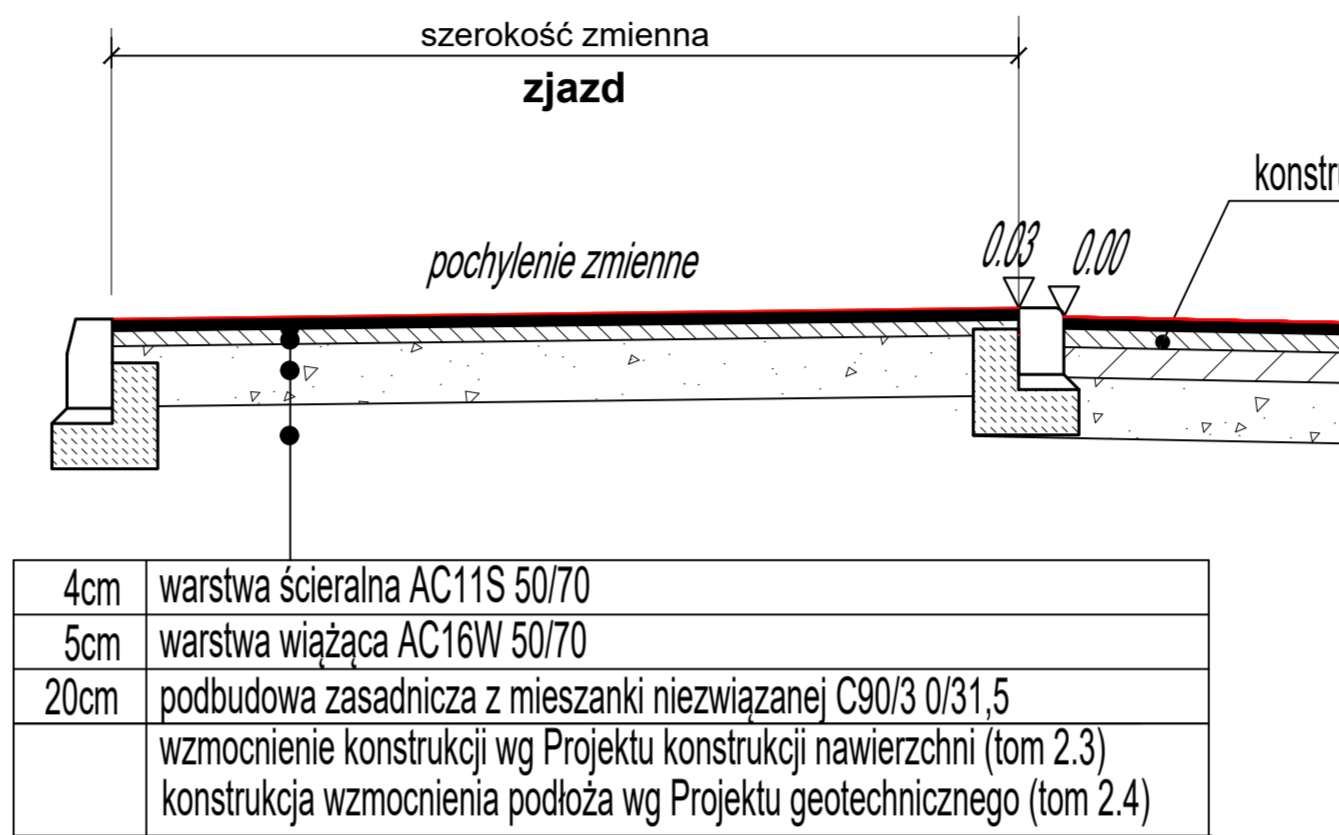 szerokość zmienna
zjazd
konstru
pochylenie zmienne
0.03
0.00
4cm warstwa ścieralna AC11S 50/70
5cm warstwa wiążąca AC16W 50/70
20cm podbudowa zasadnicza z mieszanki niezwiązanej C90/3 0/31,5
wzmocnienie konstrukcji wg Projektu konstrukcji nawierzchni (tom 2.3)
konstrukcja wzmocnienia podłoża wg Projektu geotechnicznego (tom 2.4)